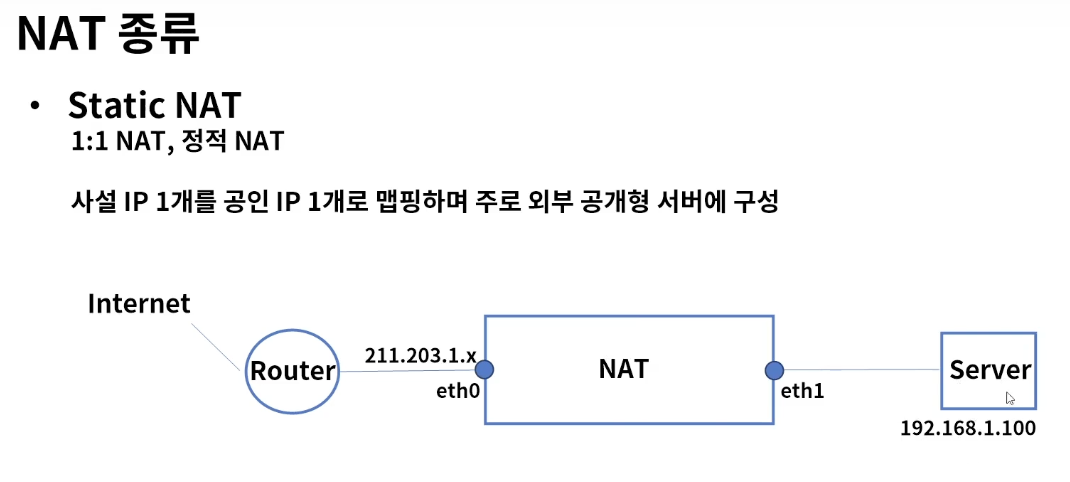 NAT 종류
• Static NAT
1:1 NAT, 정적 NAT
사설 IP 1개를 공인 IP 1개로 맵핑하며 주로 외부 공개형 서버에 구성
Internet
Router
211.203.1.x
eth0
NAT
eth1
Server
192.168.1.100